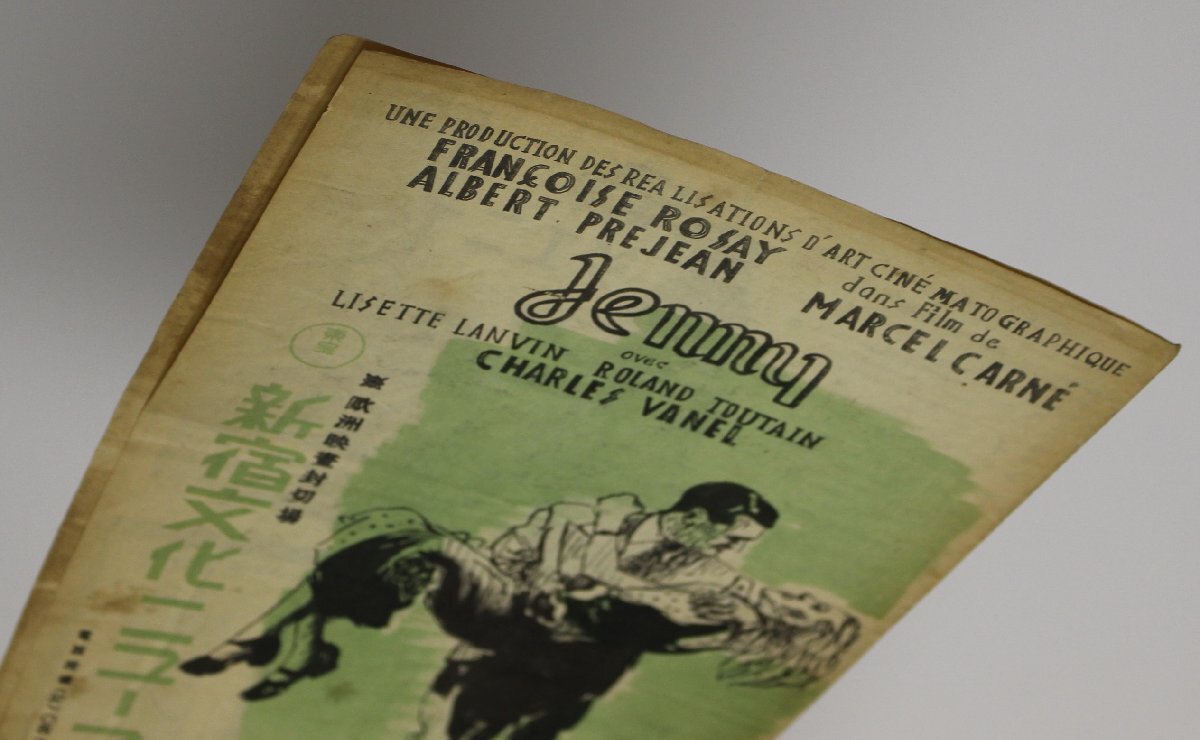 UNE PRODUCTION DES REALISATIONS D'ART CINÉMATOGRAPHIQUE
FRANÇOISE ROSAY
ALBERT PREJEAN
dans film de
MARCEL CARNÉ
Jenny
LISETTE LANVIN
avec
ROLAND TOUTAIN
CHARLES VANEL
新宿文化ニュース